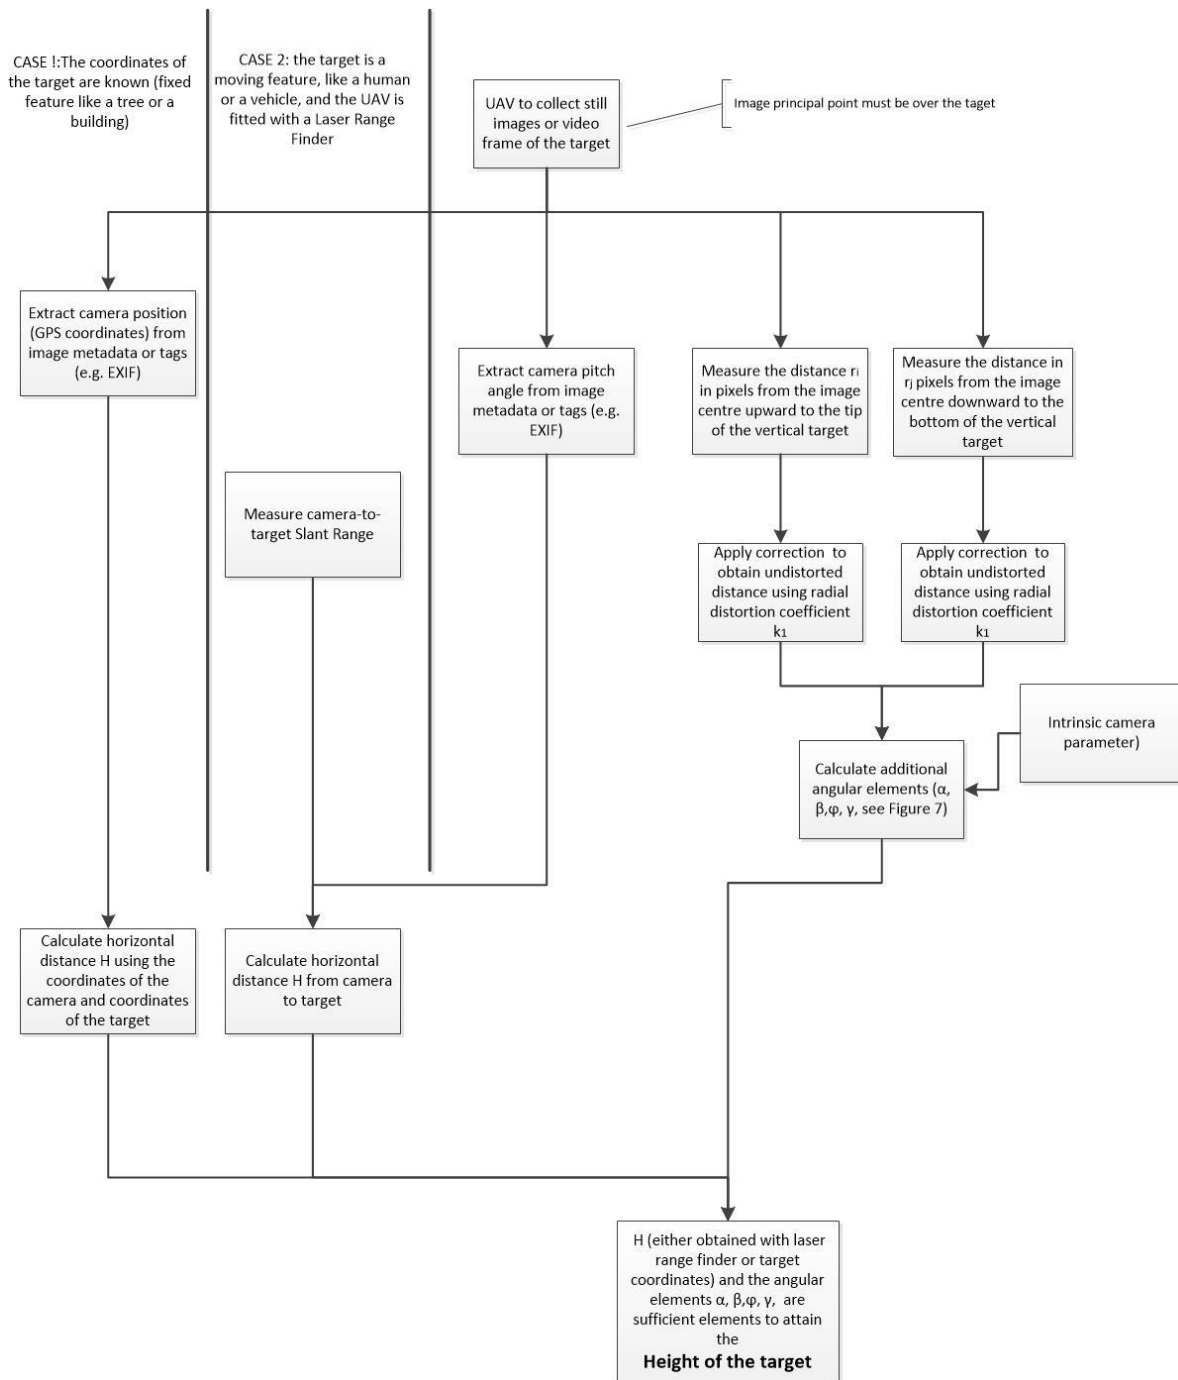 CASE !:The coordinates of
the target are known (fixed
feature like a tree or a
building)
CASE 2: the target is a
moving feature, like a human
or a vehicle, and the UAV is
fitted with a Laser Range
Finder
UAV to collect still
images or video
frame of the target
Image principal point must be over the taget
Extract camera position
(GPS coordinates) from
image metadata or tags
(e.g. EXIF)
Extract camera pitch
angle from image
metadata or tags (e.g.
EXIF)
Measure the distance rᵢ
in pixels from the image
centre upward to the tip
of the vertical target
Measure the distance in
rⱼ pixels from the image
centre downward to the
bottom of the vertical
target
Measure camera-to-
target Slant Range
Apply correction to
obtain undistorted
distance using radial
distortion coefficient
k₁
Apply correction to
obtain undistorted
distance using radial
distortion coefficient
k₁
Intrinsic camera
parameter)
Calculate additional
angular elements (α,
β,φ, γ, see Figure 7)
Calculate horizontal
distance H using the
coordinates of the
camera and coordinates
of the target
Calculate horizontal
distance H from camera
to target
H (either obtained with laser
range finder or target
coordinates) and the angular
elements α, β,φ, γ, are
sufficient elements to attain
the
Height of the target